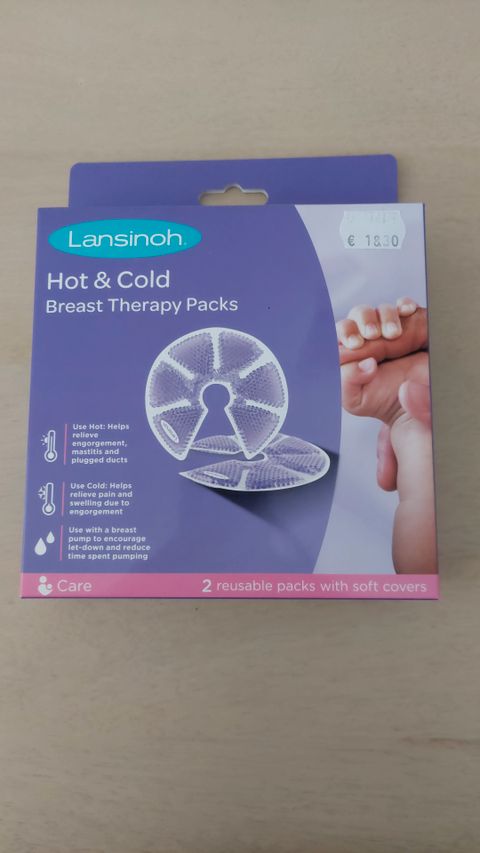 Lansinoh®
€ 18.30
Hot & Cold
Breast Therapy Packs
Use Hot: Helps
relieve
engorgement,
mastitis and
plugged ducts
Use Cold: Helps
relieve pain and
swelling due to
engorgement
Use with a breast
pump to encourage
let-down and reduce
time spent pumping
Care
2 reusable packs with soft covers